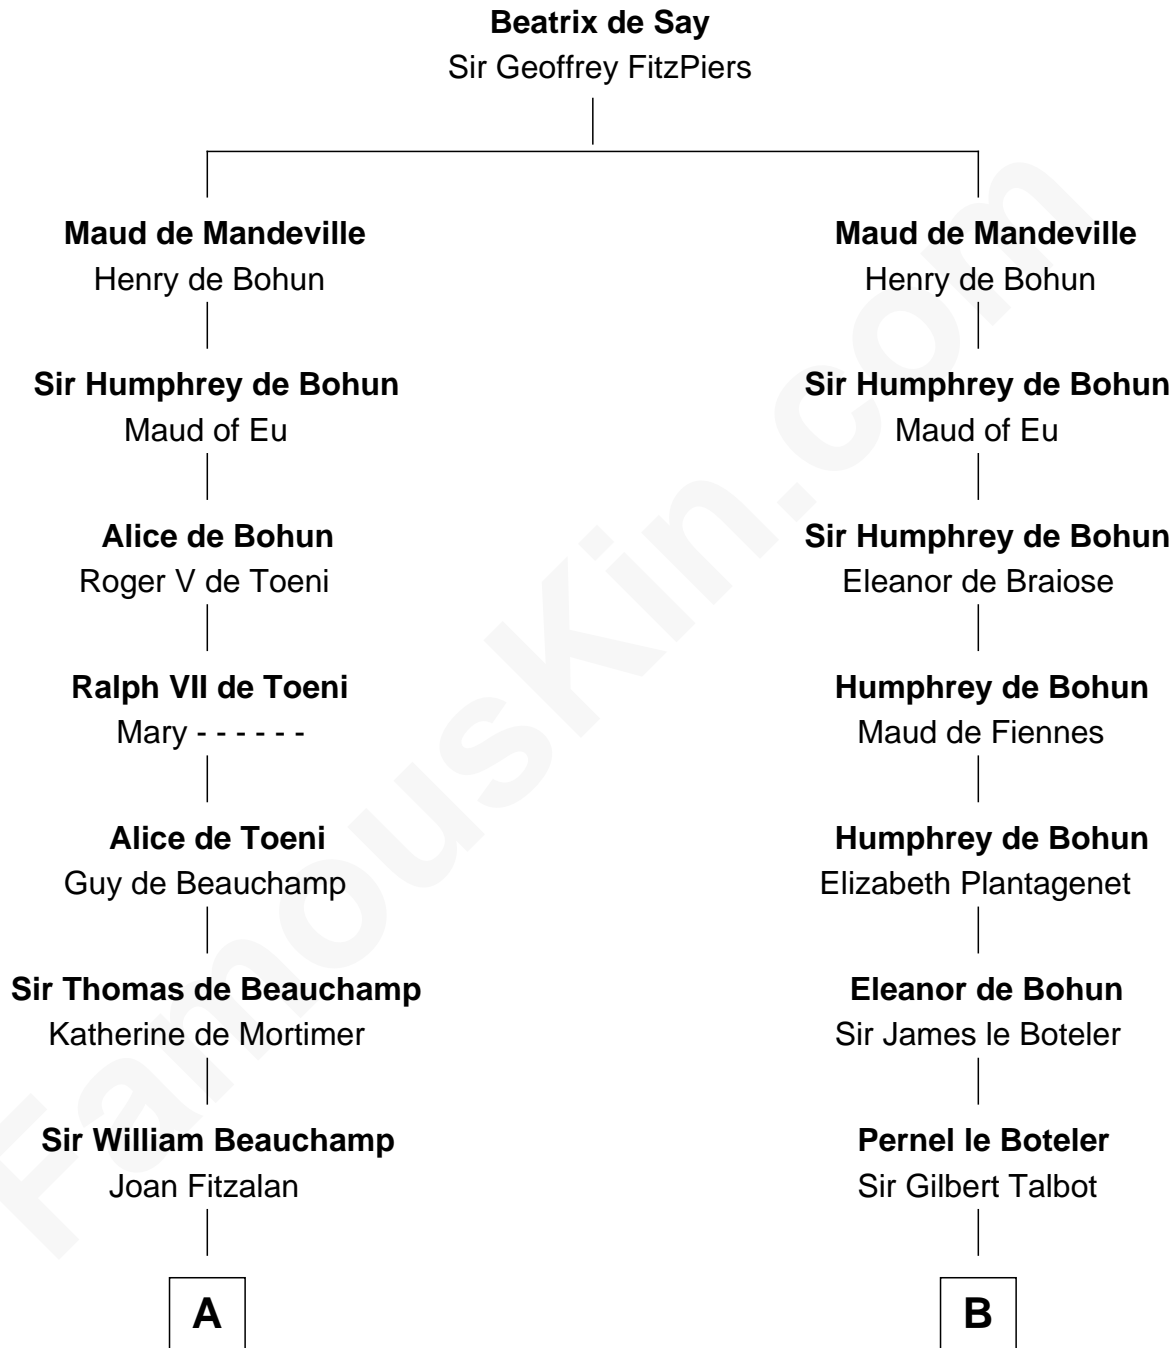 Beatrix de Say
Sir Geoffrey FitzPiers
Maud de Mandeville
Henry de Bohun
Sir Humphrey de Bohun
Maud of Eu
Alice de Bohun
Roger V de Toeni
Ralph VII de Toeni
Mary - - - - - -
Alice de Toeni
Guy de Beauchamp
Sir Thomas de Beauchamp
Katherine de Mortimer
Sir William Beauchamp
Joan Fitzalan
A
Maud de Mandeville
Henry de Bohun
Sir Humphrey de Bohun
Maud of Eu
Sir Humphrey de Bohun
Eleanor de Braiose
Humphrey de Bohun
Maud de Fiennes
Humphrey de Bohun
Elizabeth Plantagenet
Eleanor de Bohun
Sir James le Boteler
Pernel le Boteler
Sir Gilbert Talbot
B
FamousKin.com